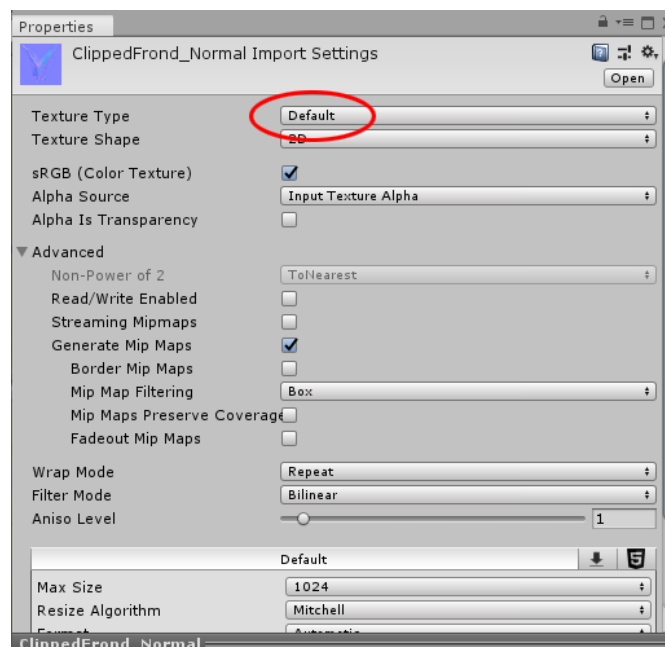 Properties
ClippedFrond_Normal Import Settings
Open
Texture Type Default
Texture Shape 2D
sRGB (Color Texture)
Alpha Source Input Texture Alpha
Alpha Is Transparency
Advanced
Non-Power of 2 ToNearest
Read/Write Enabled
Streaming Mipmaps
Generate Mip Maps
Border Mip Maps
Mip Map Filtering Box
Mip Maps Preserve Coverage
Fadeout Mip Maps
Wrap Mode Repeat
Filter Mode Bilinear
Aniso Level 1
Default
Max Size 1024
Resize Algorithm Mitchell
Format Automatic
ClippedFrond_Normal